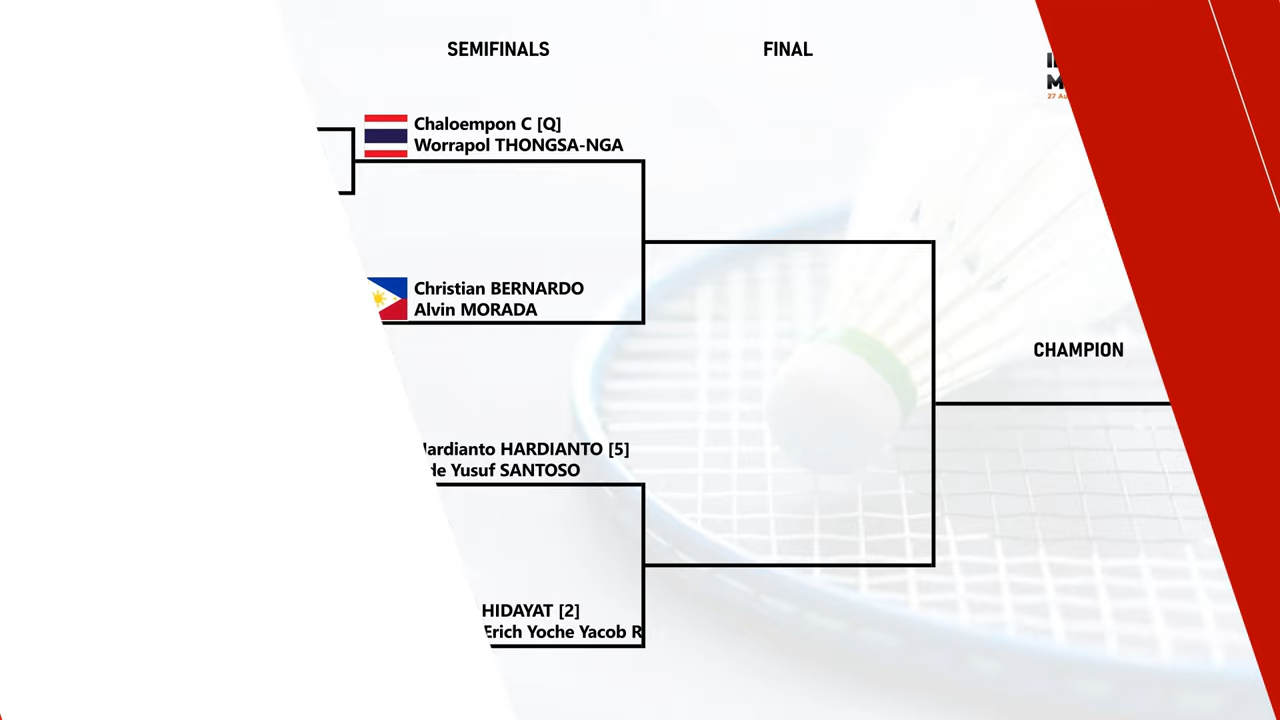 SEMIFINALS
FINAL
Chaloempon C [Q]
Worrapol THONGSA-NGA
Christian BERNARDO
Alvin MORADA
CHAMPION
HARDIANTO [5]
Yusuf SANTOSO
HIDAYAT [2]
Erich Yoche Yacob R
27